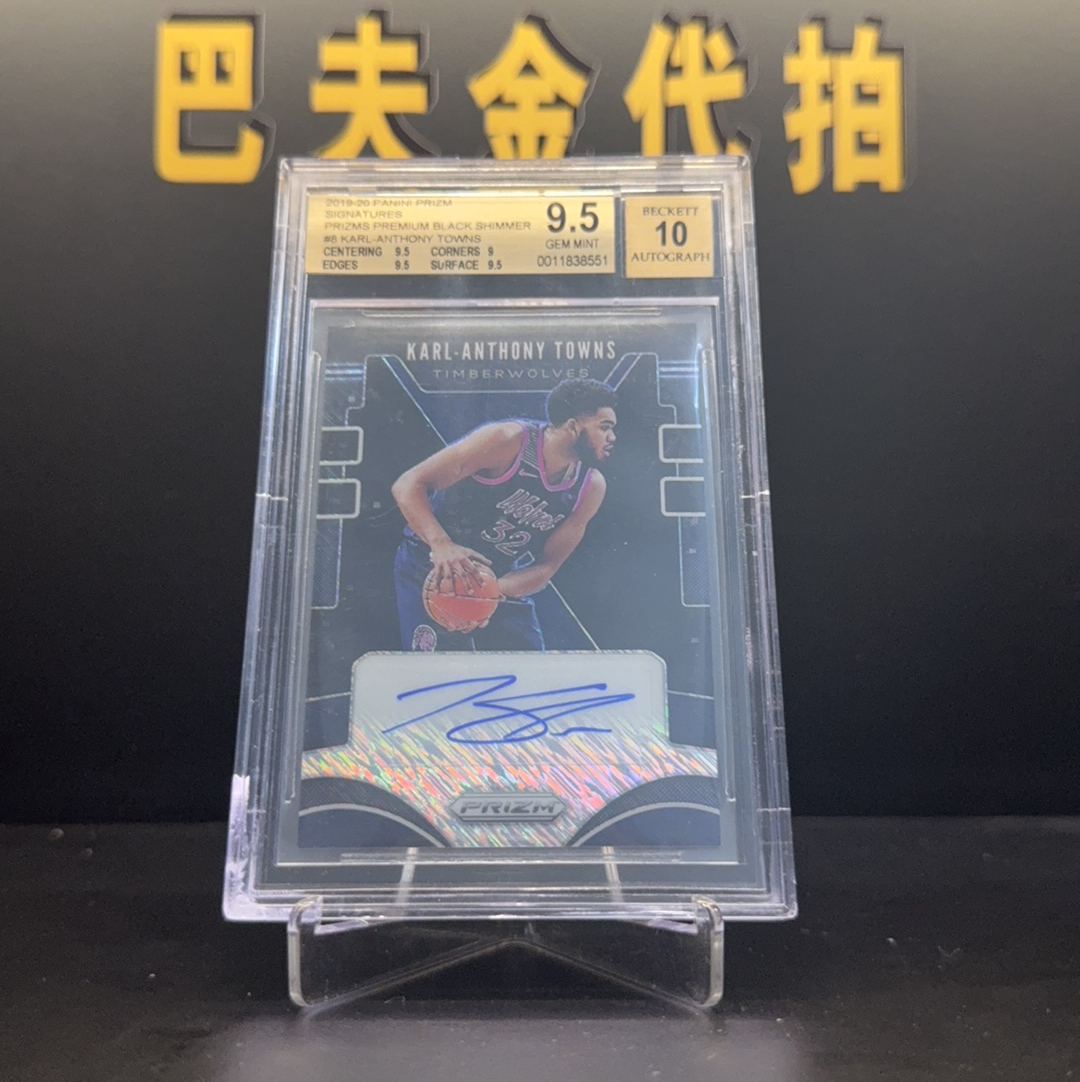 巴夫金代拍
2019-20 PANINI PRIZM
SIGNATURES
PRIZMS PREMIUM BLACK SHIMMER
#8 KARL-ANTHONY TOWNS
CENTERING 9.5 CORNERS 9
EDGES 9.5 SURFACE 9.5
9.5
GEM MINT
0011838551
BECKETT
10
AUTOGRAPH
KARL-ANTHONY TOWNS
TIMBERWOLVES
Wolves
32
PRIZM